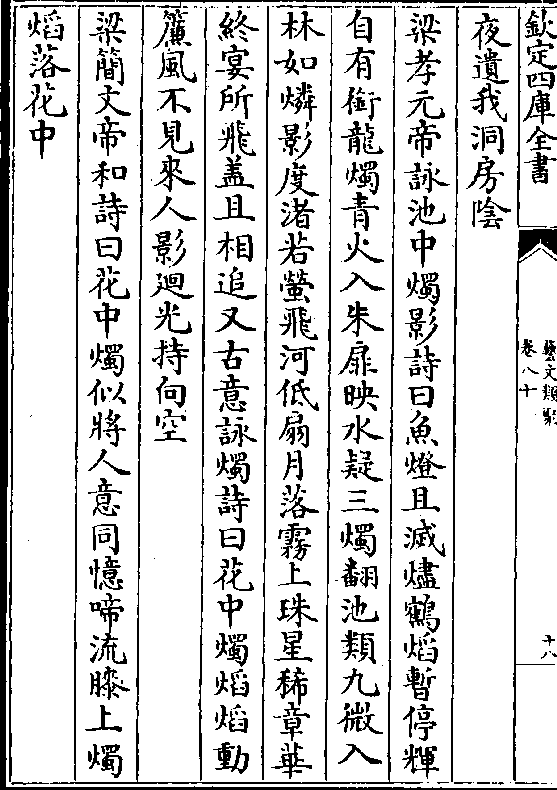 欽定四庫全書
藝文類聚
卷八十
十八
夜遺我洞房陰
梁孝元帝詠池中燭影詩曰魚燈且滅燼鶴焰暫停輝
自有銜龍燭青火入朱扉映水疑三燭翻池類九微入
林如燐影度渚若螢飛河低扇月落霧上珠星稀章華
終宴所飛盖且相追又古意詠燭詩曰花中燭焰焰動
簾風不見來人影廻光持向空
梁簡文帝和詩曰花中燭似將人意同憶啼流膝上燭
焰落花中